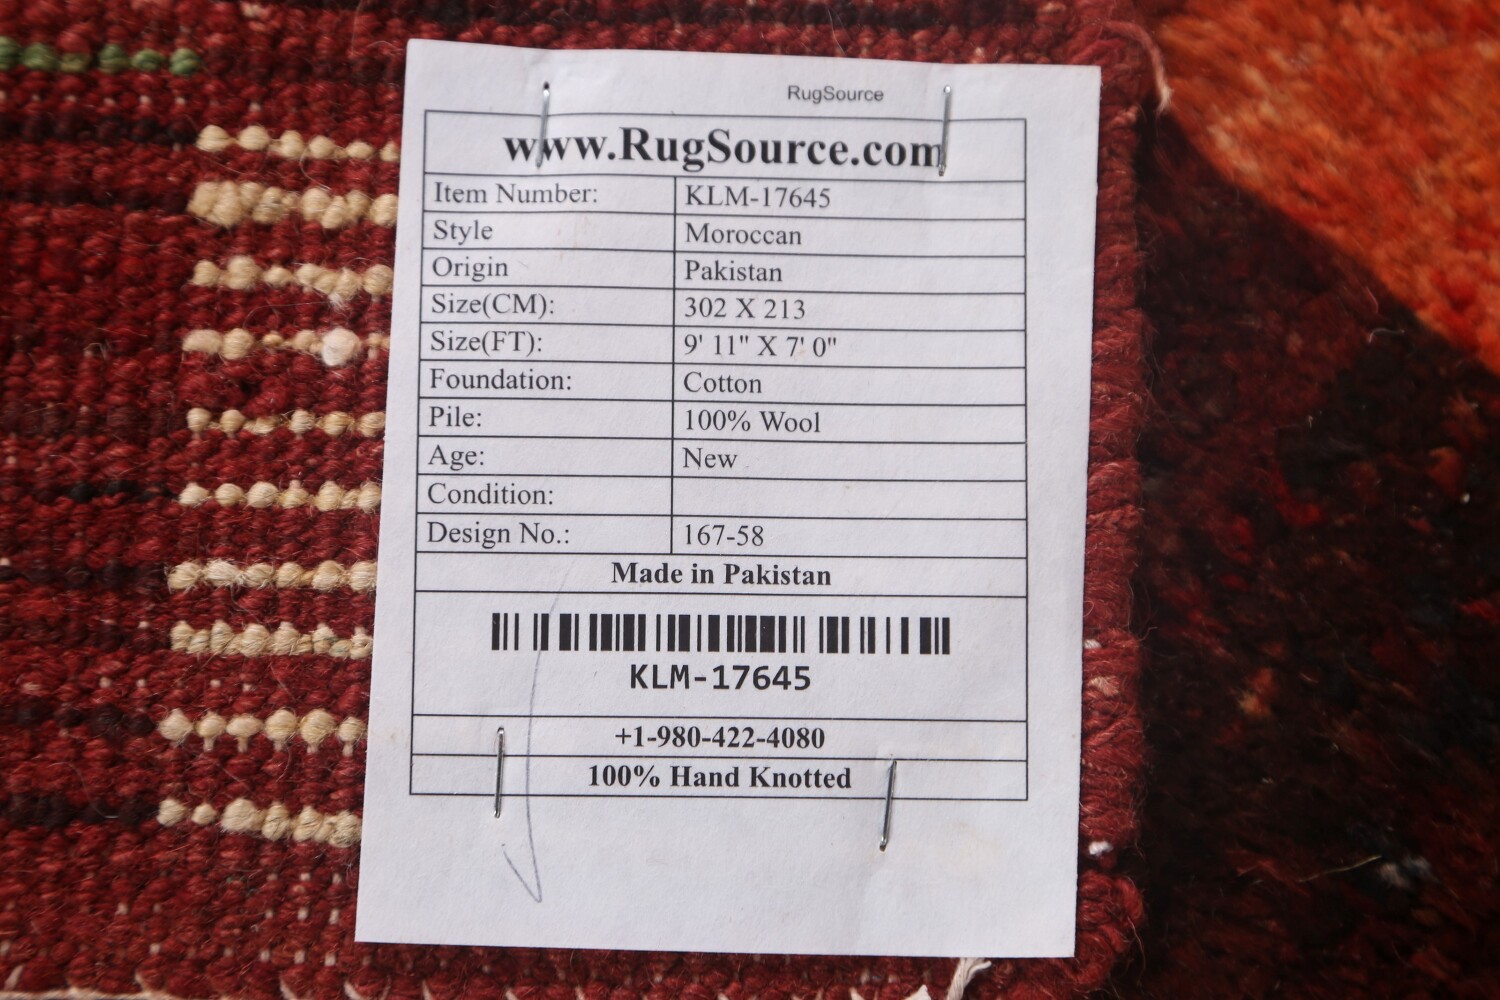 RugSource
www.RugSource.com
Item Number: KLM-17645
Style Moroccan
Origin Pakistan
Size(CM): 302 X 213
Size(FT): 9' 11" X 7' 0"
Foundation: Cotton
Pile: 100% Wool
Age: New
Condition:
Design No.: 167-58
Made in Pakistan
KLM-17645
+1-980-422-4080
100% Hand Knotted